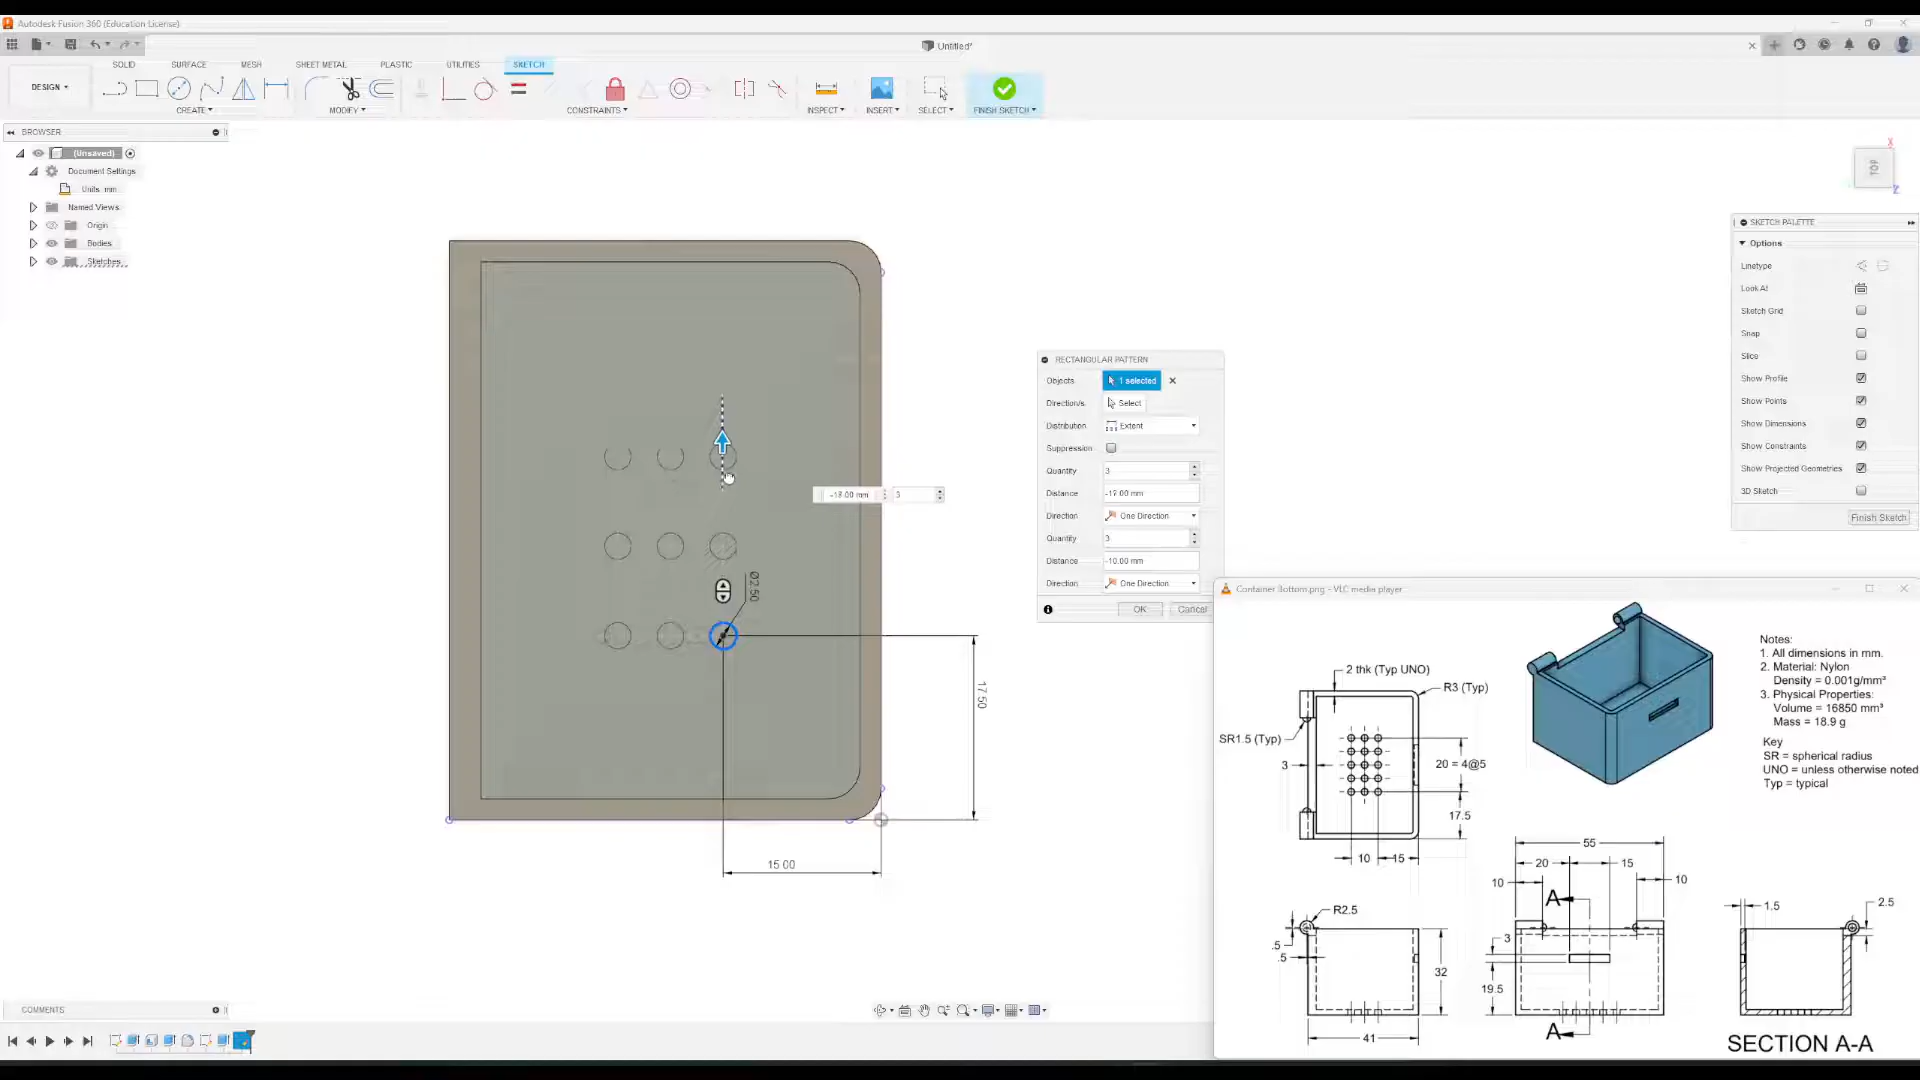 Autodesk Fusion 360 (Education License)
Untitled*
SOLID
SURFACE
MESH
SHEET METAL
PLASTIC
UTILITIES
SKETCH
DESIGN
CREATE
MODIFY
CONSTRAINTS
INSPECT
INSERT
SELECT
FINISH SKETCH
BROWSER
(Unsaved)
Document Settings
Units: mm
Named Views
Origin
Bodies
Sketches
TOP
X
Z
SKETCH PALETTE
Options
Linetype
Look At
Sketch Grid
Snap
Slice
Show Profile
Show Points
Show Dimensions
Show Constraints
Show Projected Geometries
3D Sketch
Finish Sketch
RECTANGULAR PATTERN
Objects
1 selected
Direction/s
Select
Distribution
Extent
Suppression
Quantity
3
Distance
Direction
One Direction
Quantity
3
Distance
-10.00 mm
Direction
One Direction
OK
Cancel
3
Ø2.50
17.50
15.00
Container Bottom.png - VLC media player
2 thk (Typ UNO)
R3 (Typ)
SR1.5 (Typ)
3
20 = 4@5
17.5
10
15
Notes:
1. All dimensions in mm.
2. Material: Nylon
Density = 0.001g/mm³
3. Physical Properties:
Volume = 16850 mm³
Mass = 18.9 g
Key
SR = spherical radius
UNO = unless otherwise noted
Typ = typical
R2.5
.5
.5
32
41
55
20
15
10
10
A
3
19.5
A
1.5
2.5
SECTION A-A
COMMENTS